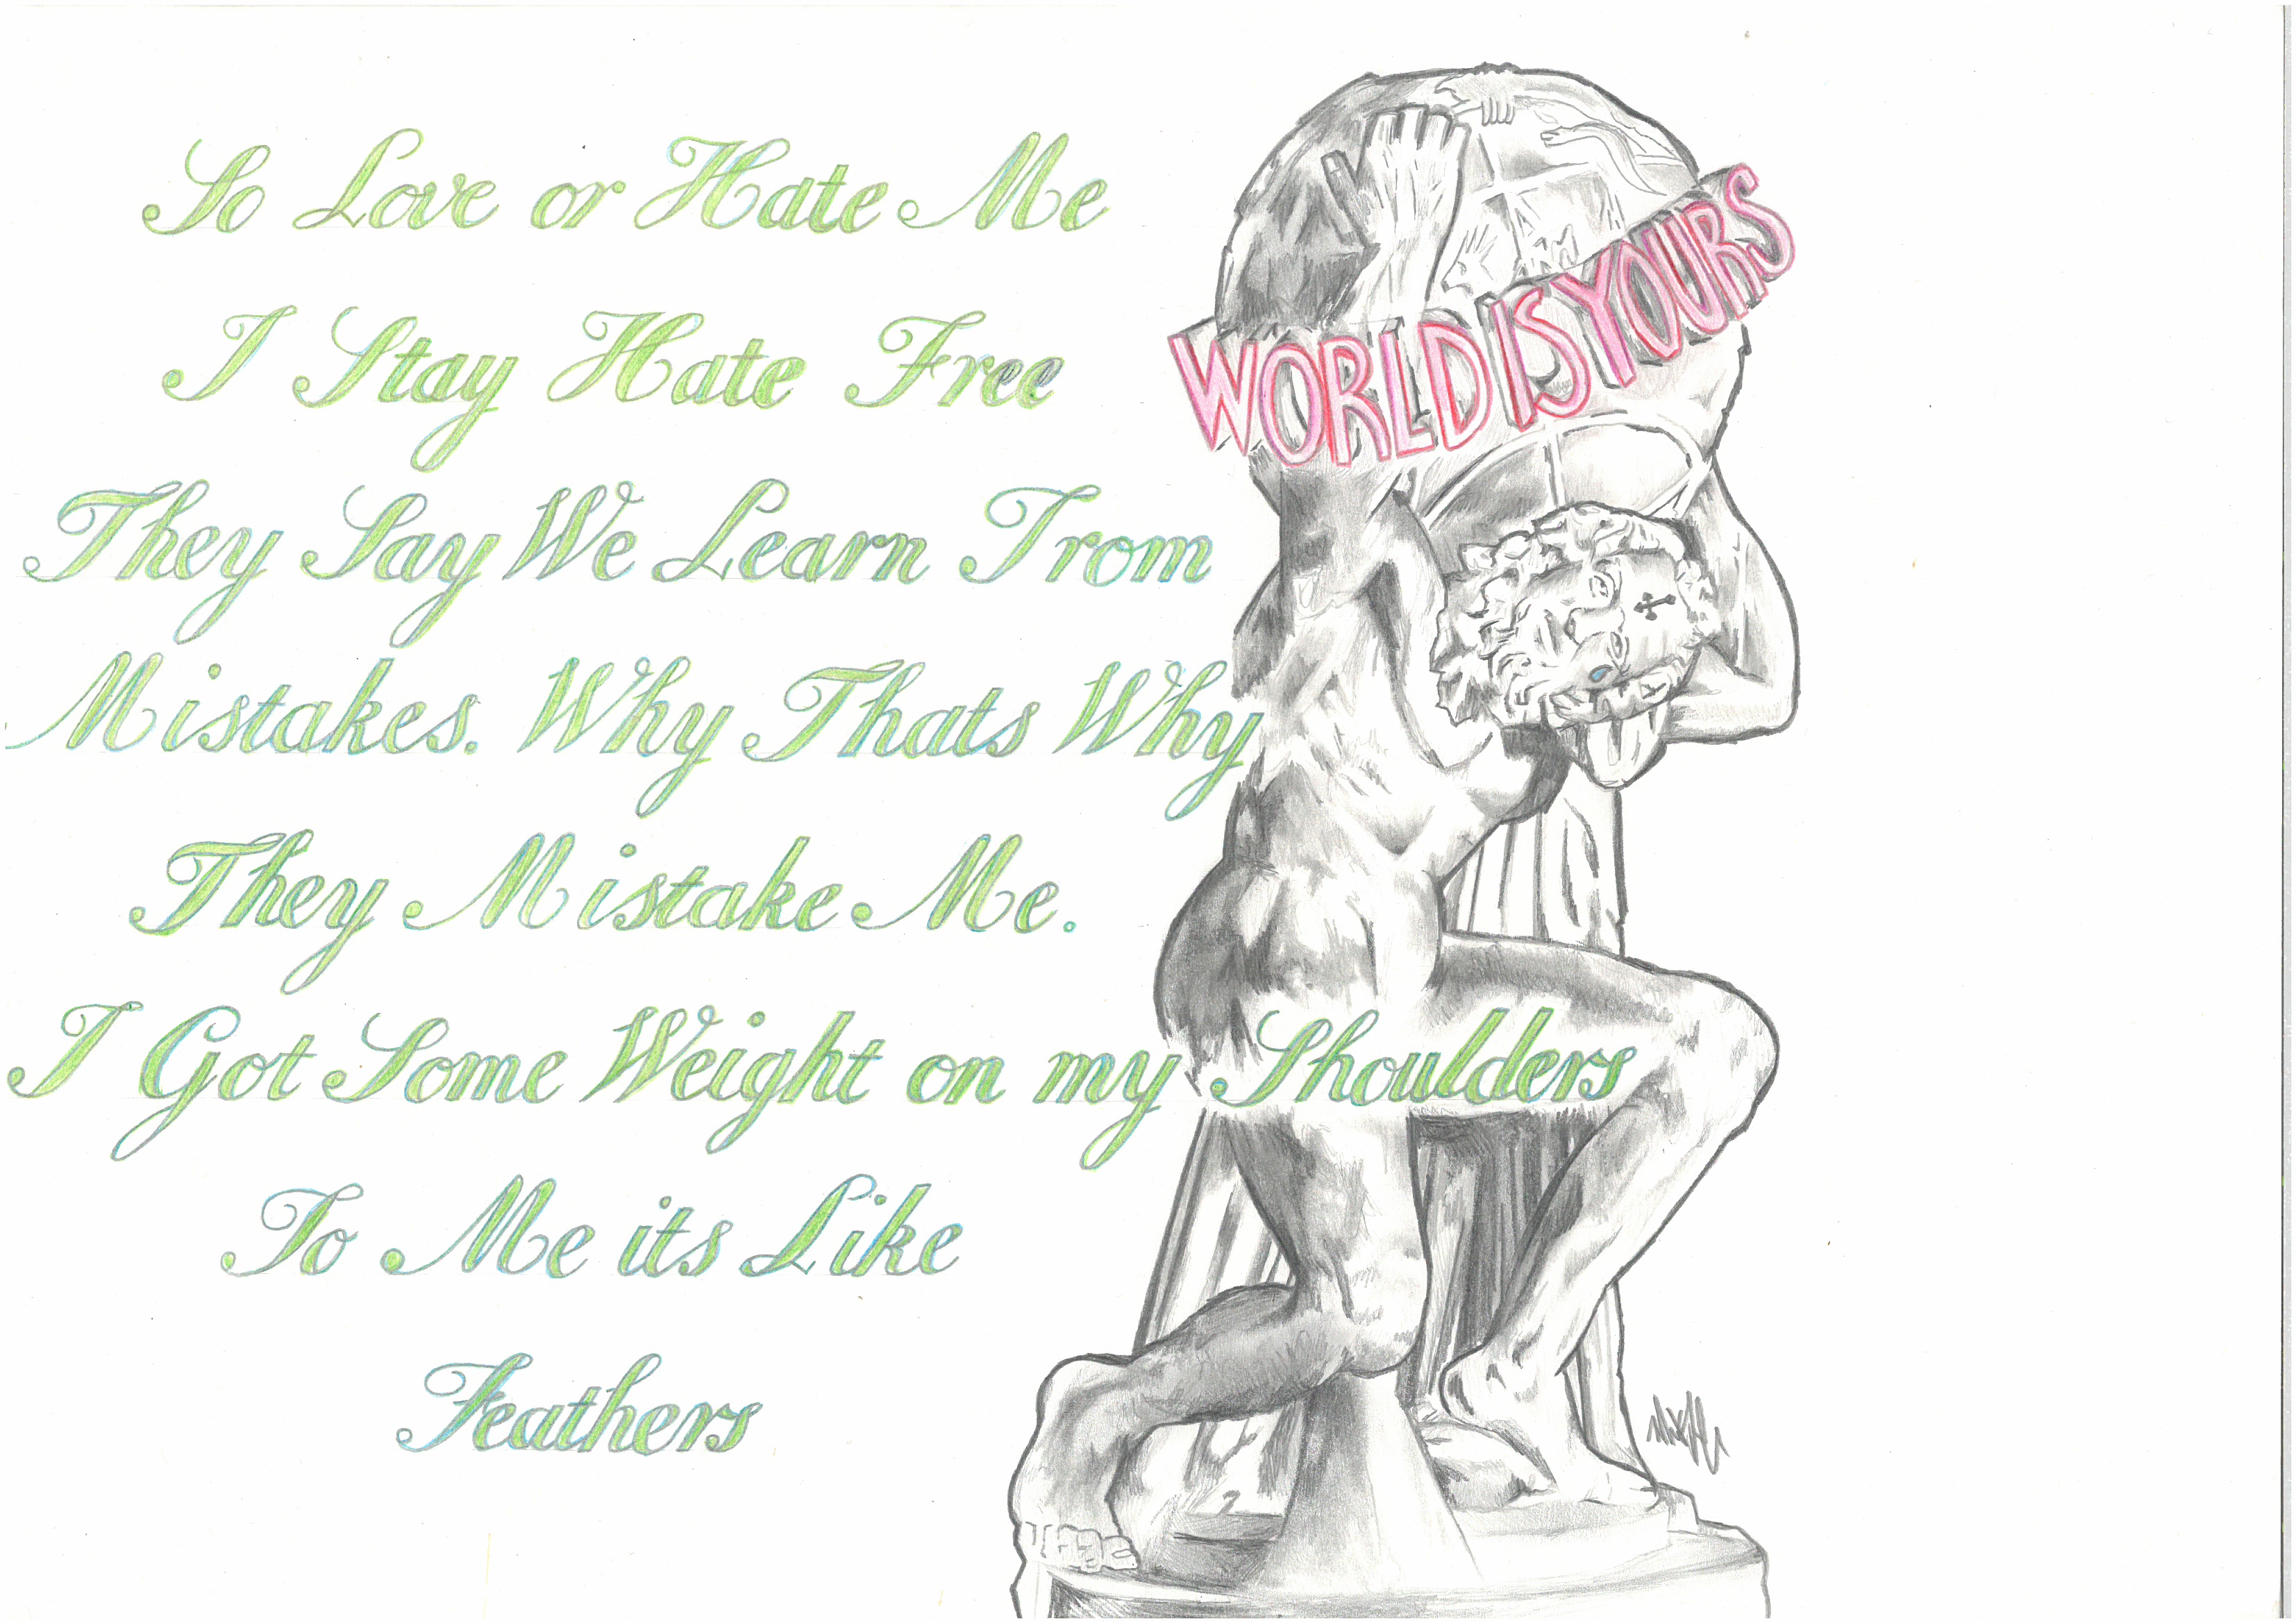 So Love or Hate Me
I Stay Hate Free
They Say We Learn From
Mistakes. Why Thats Why
They Mistake Me.
I Got Some Weight on my Shoulders
To Me its Like
Feathers
WORLD IS YOURS